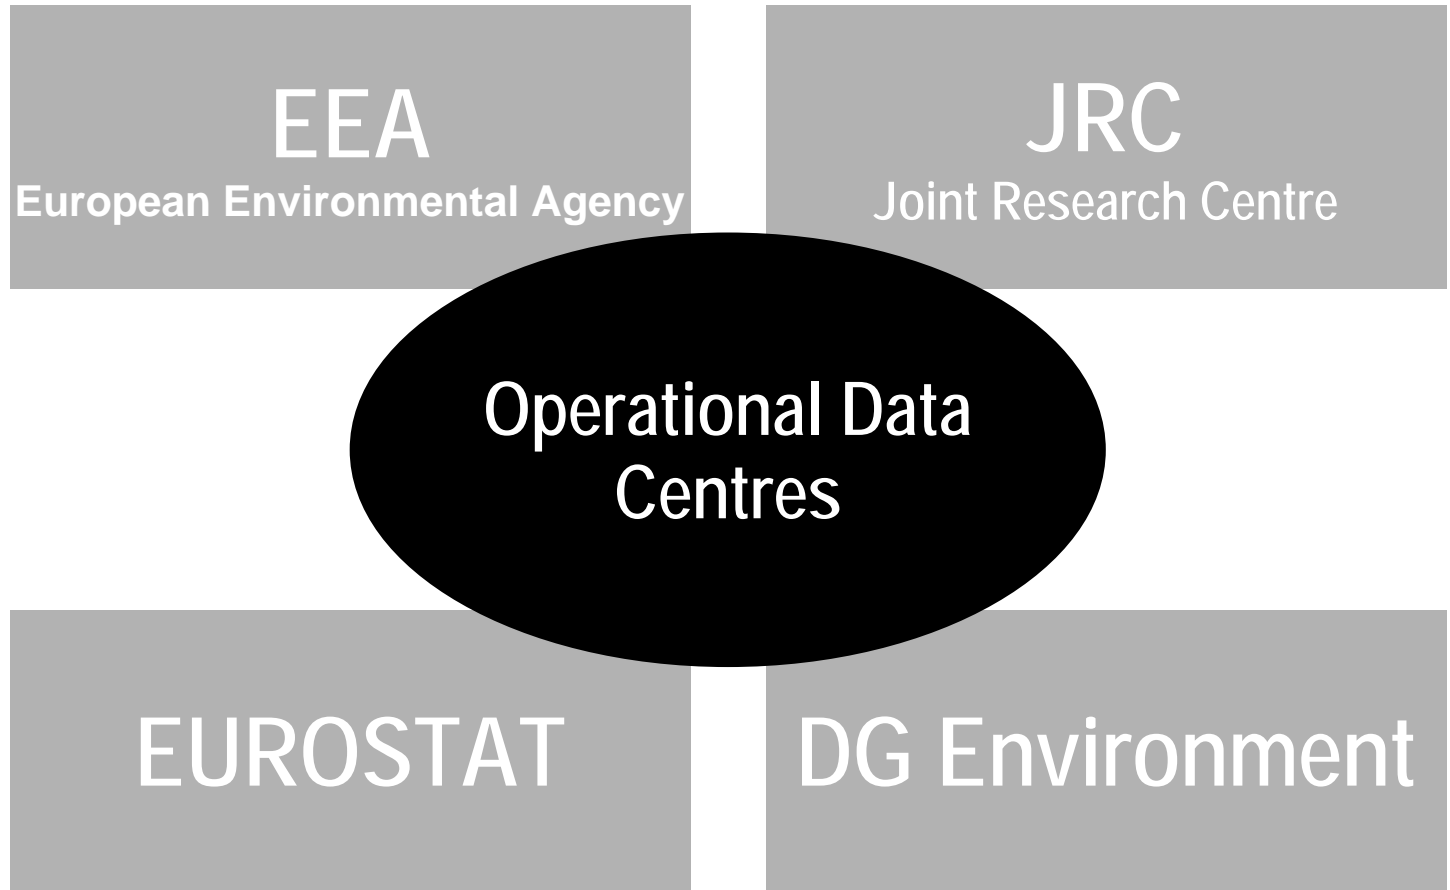 EEA
European Environmental Agency
JRC
Joint Research Centre
Operational Data
Centres
EUROSTAT
DG Environment